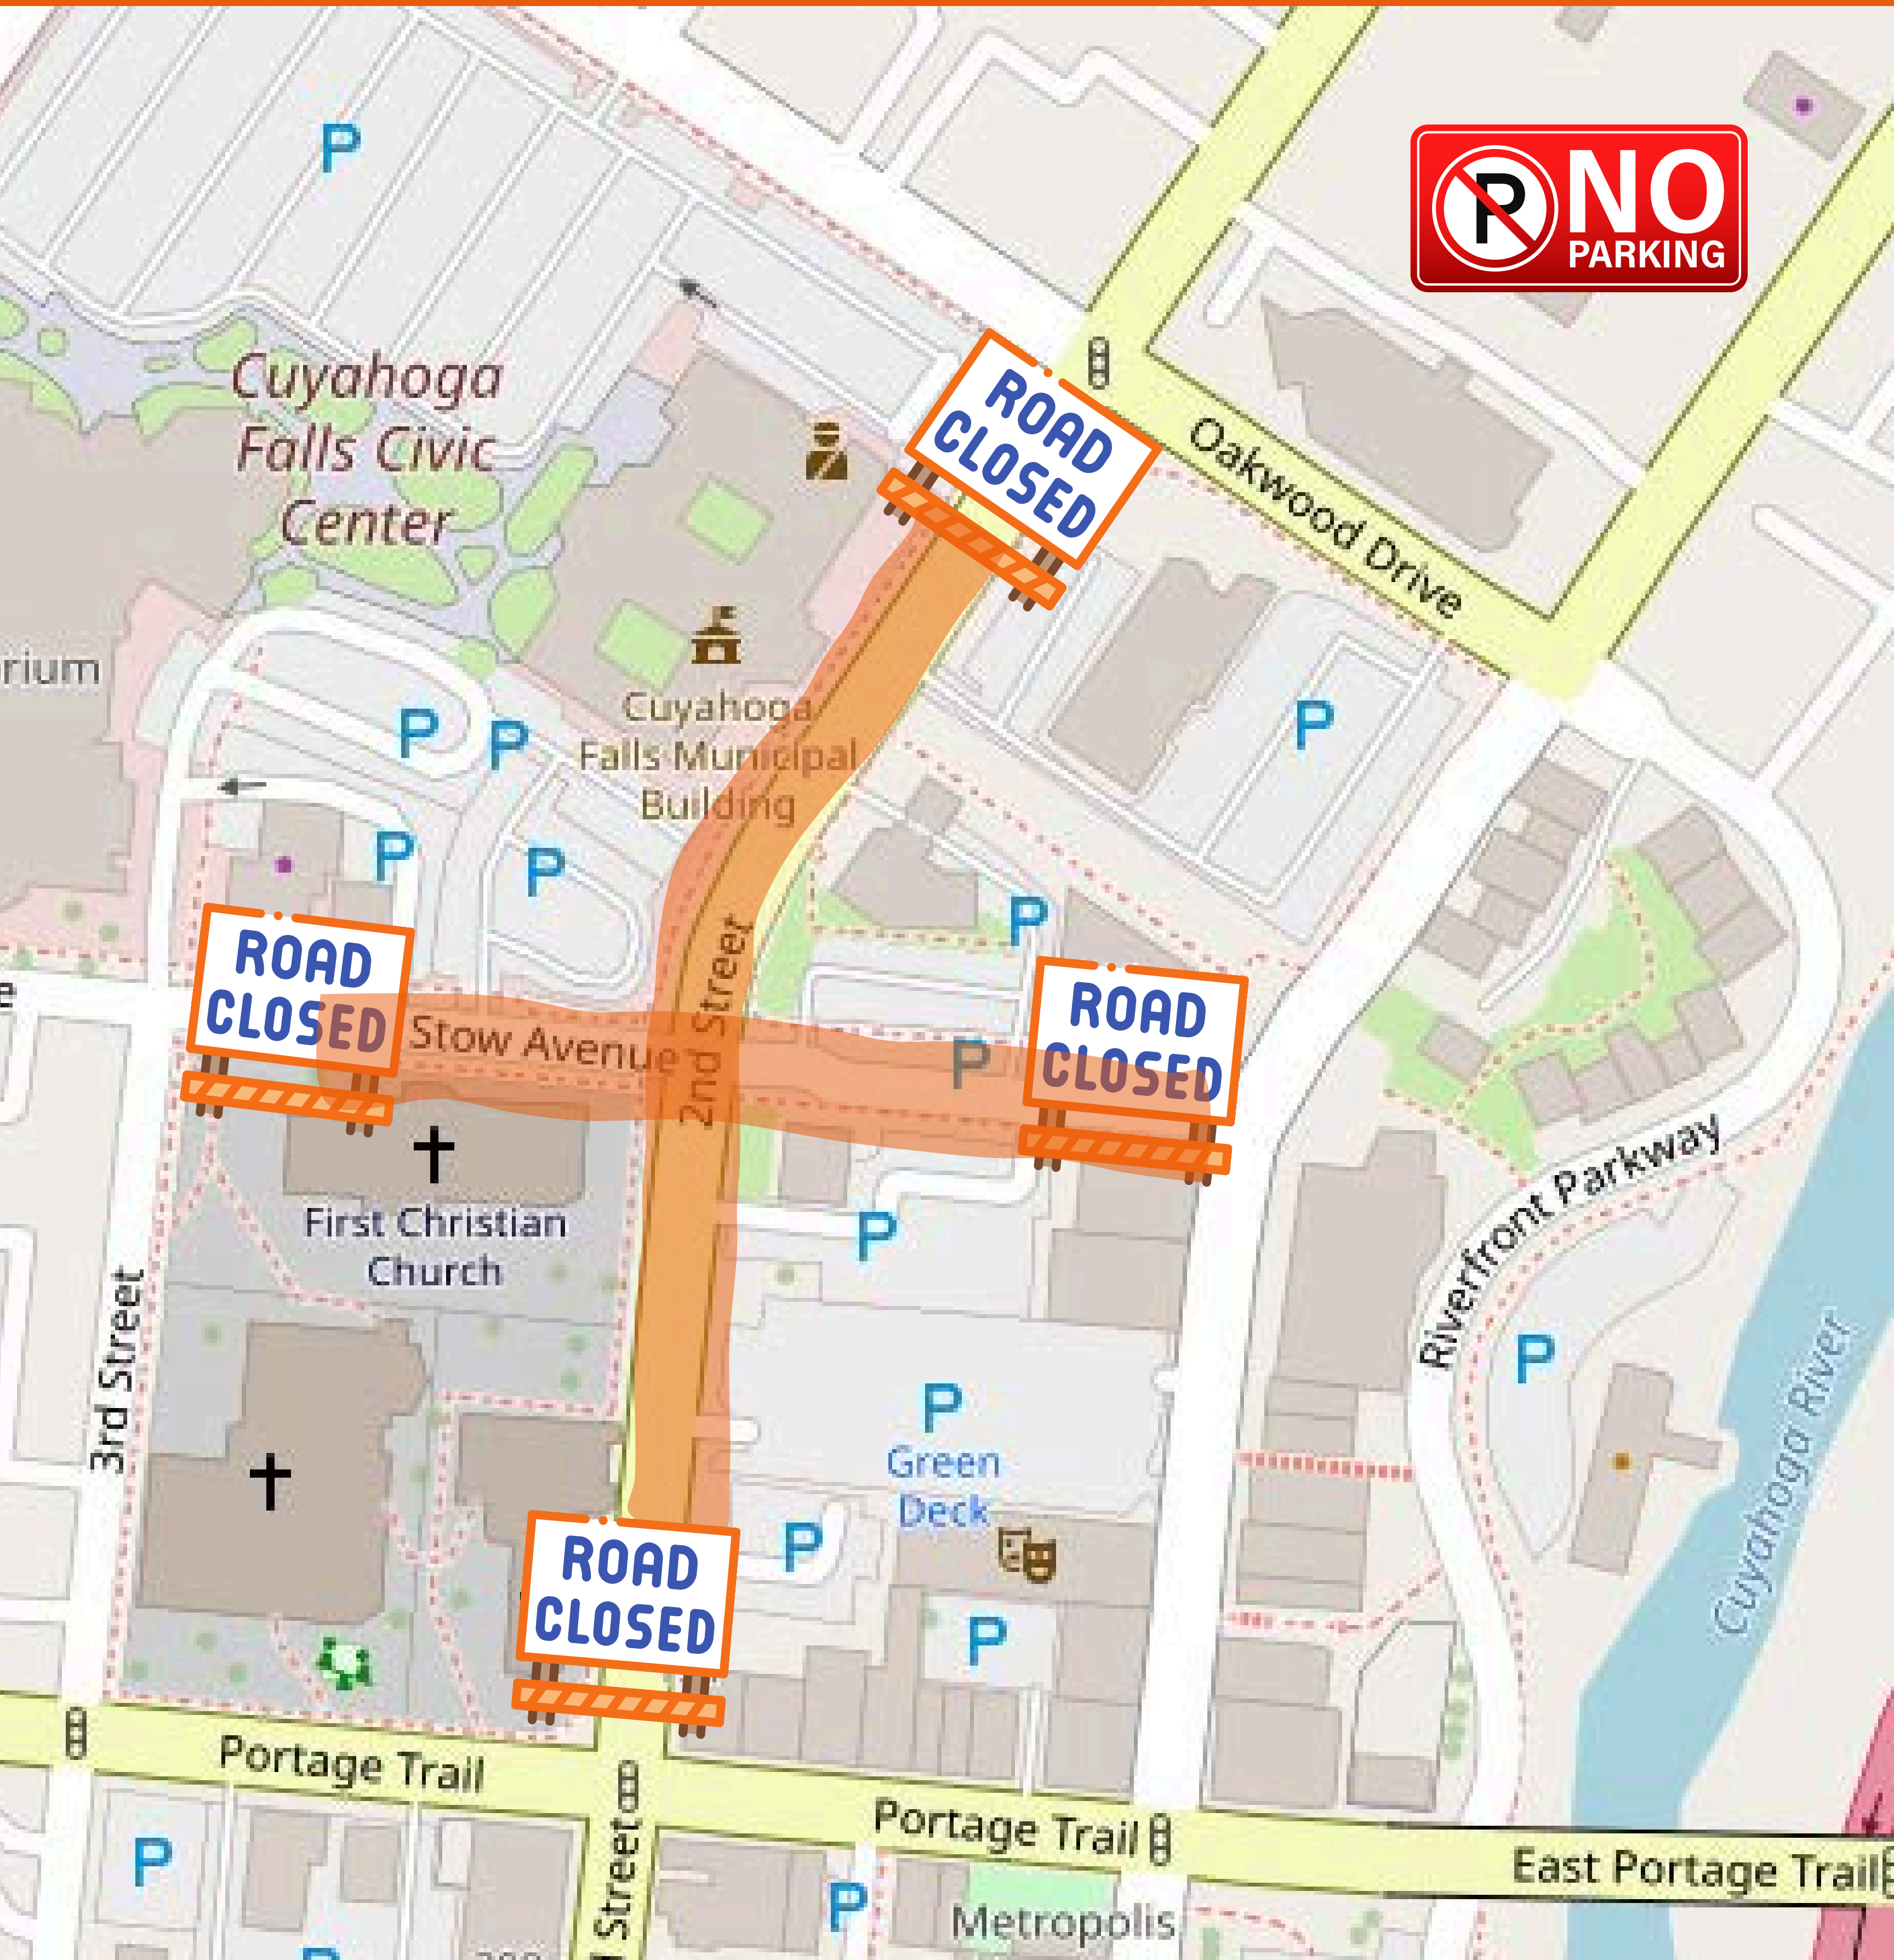 P
P
NO
PARKING
Cuyahoga
Falls Civic
Center
ROAD
CLOSED
Oakwood Drive
rium
P
P
P
Cuyahoga
Falls Municipal
Building
P
P
P
ROAD
CLOSED
2nd Street
ROAD
CLOSED
Stow Avenue
P
First Christian
Church
P
Riverfront Parkway
3rd Street
P
P
Green
Deck
Cuyahoga River
ROAD
CLOSED
P
P
Portage Trail
Portage Trail
East Portage Trail
P
Street
P
Metropolis